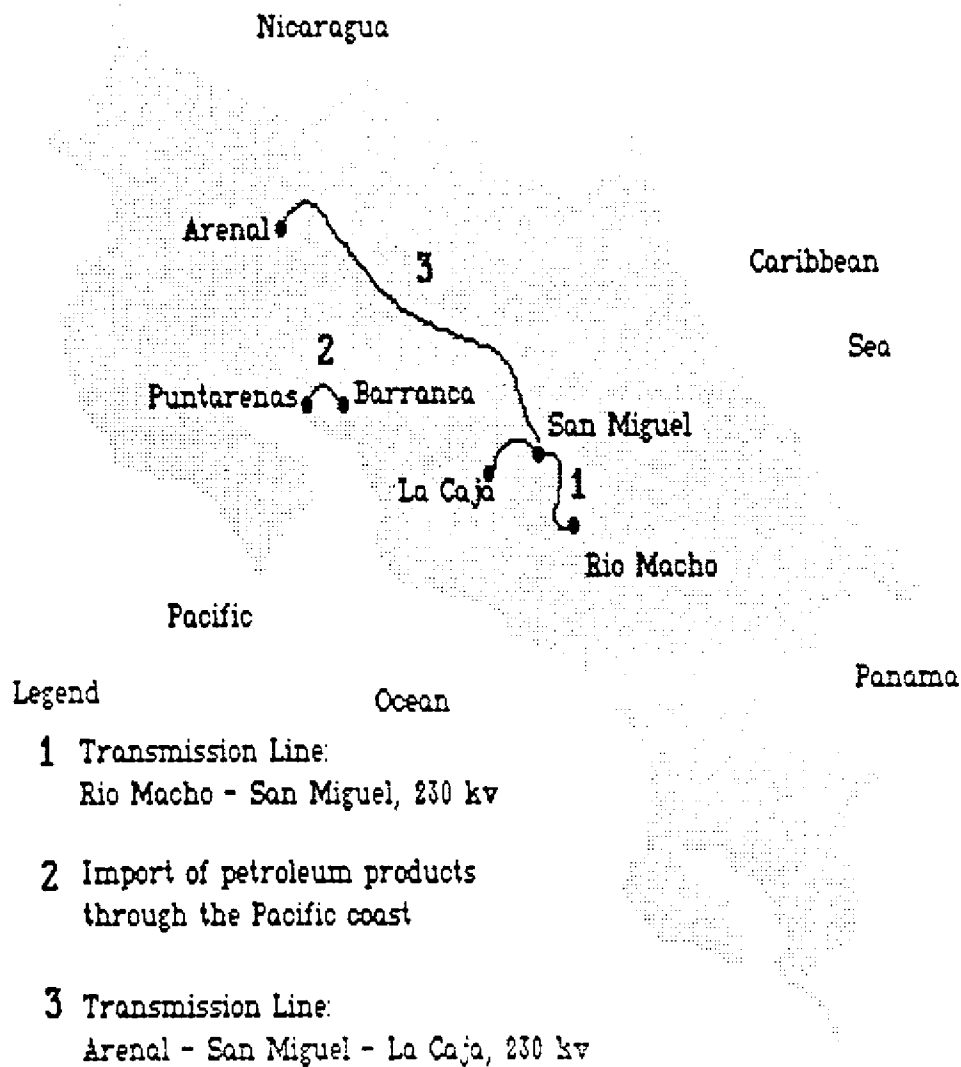 Nicaragua
Arenal
3
Caribbean
Sea
2
Puntarenas
Barranca
San Miguel
La Caja
1
Rio Macho
Pacific
Ocean
Panama
Legend
1 Transmission Line:
Rio Macho - San Miguel, 230 kv
2 Import of petroleum products
through the Pacific coast
3 Transmission Line:
Arenal - San Miguel - La Caja, 230 kv